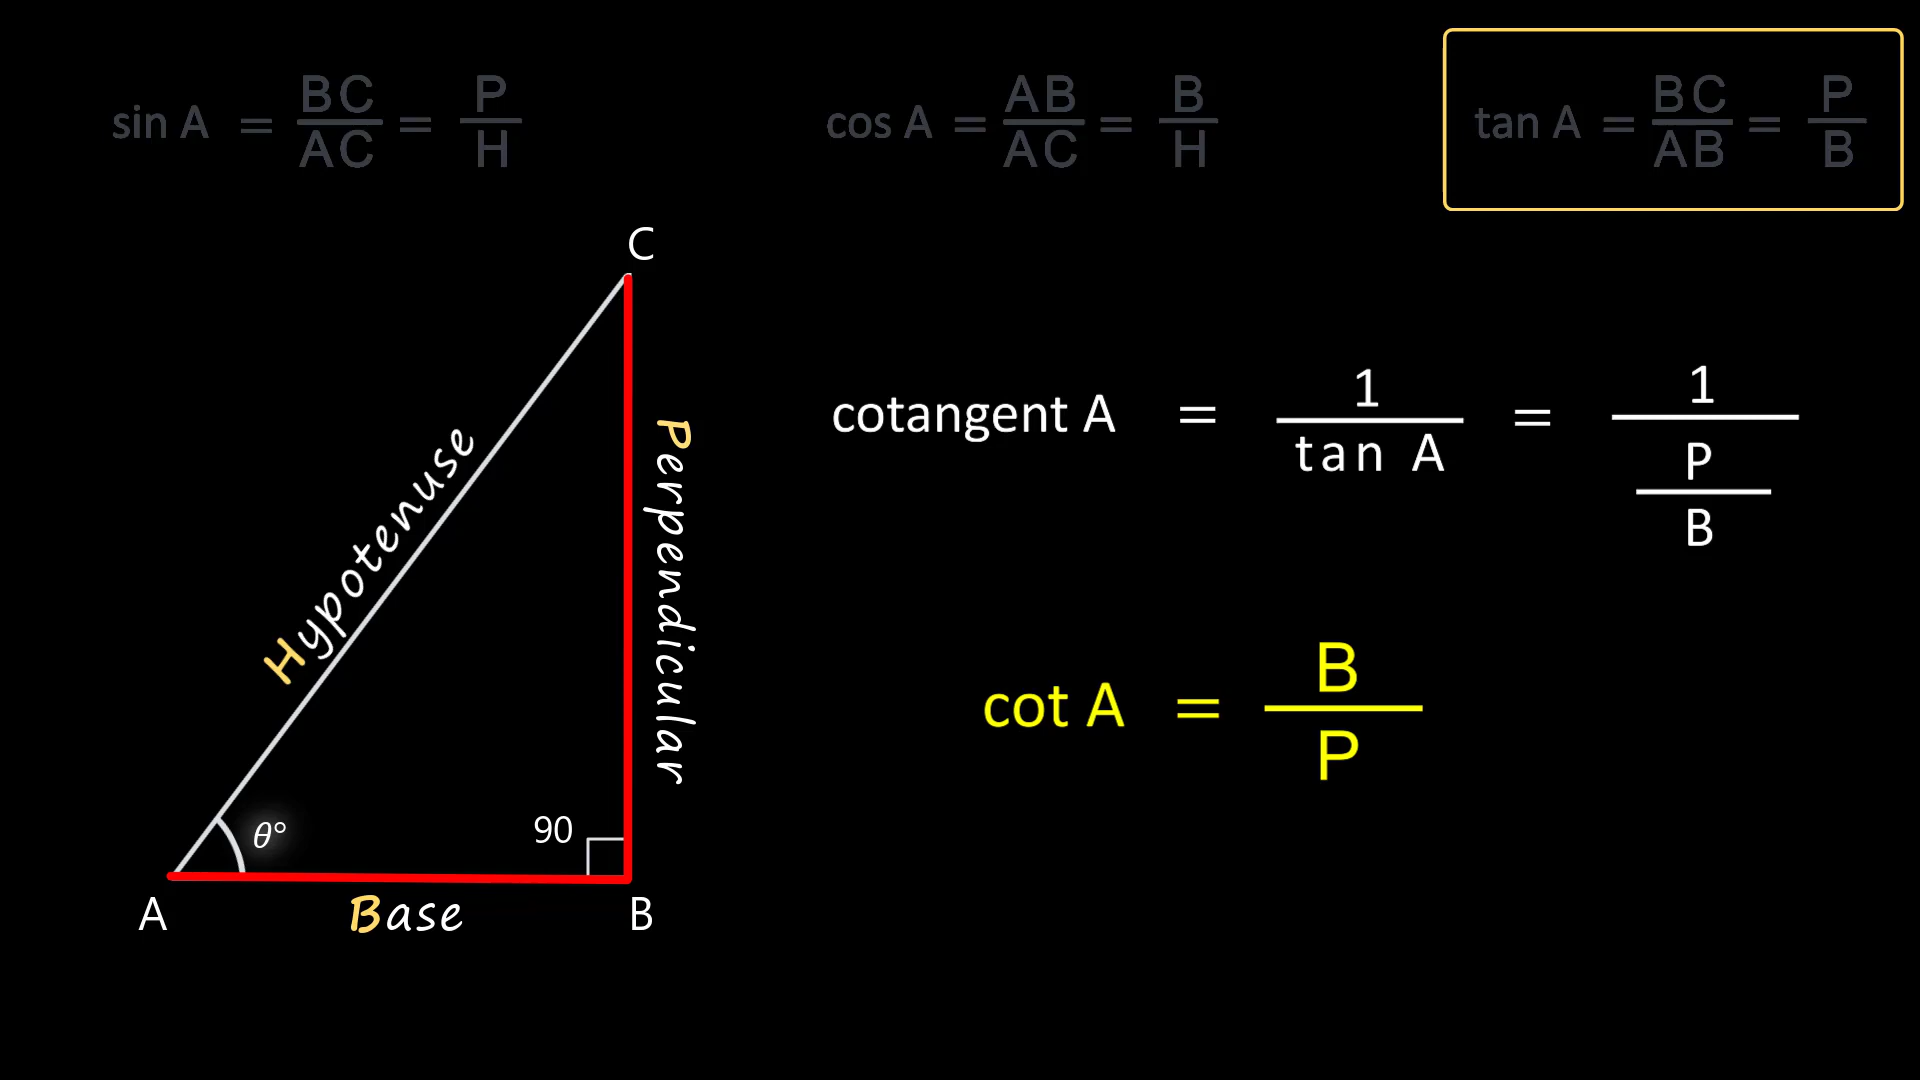 sin A = BC/AC = P/H
cos A = AB/AC = B/H
tan A = BC/AB = P/B
C
cotangent A = 1/tan A = 1/(P/B)
Hypotenuse
Perpendicular
cot A = B/P
θ°
90
A
Base
B